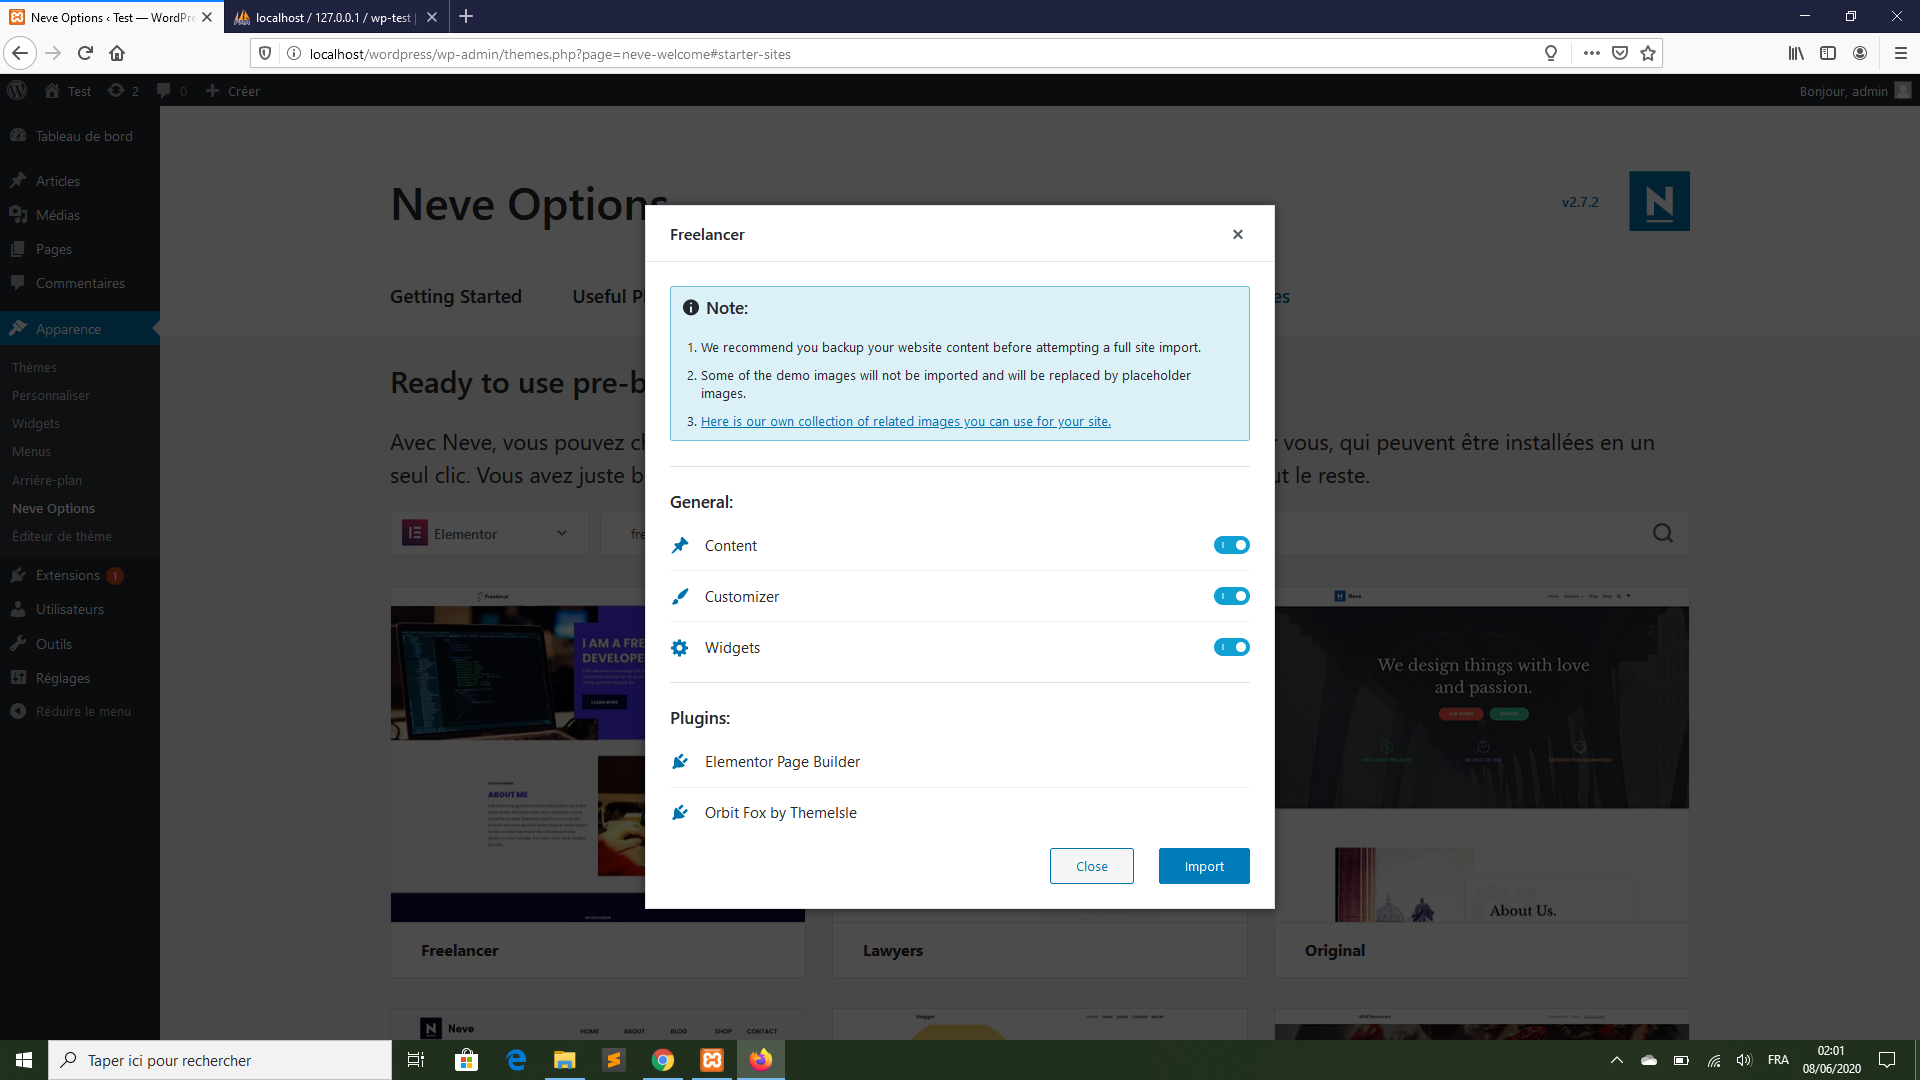 Neve Options ‹ Test — WordPre
localhost / 127.0.0.1 / wp-test |
localhost/wordpress/wp-admin/themes.php?page=neve-welcome#starter-sites
Test
2
0
Créer
Bonjour, admin
Tableau de bord
Articles
Médias
Pages
Commentaires
Apparence
Thèmes
Personnaliser
Widgets
Menus
Arrière-plan
Neve Options
Éditeur de thème
Extensions 1
Utilisateurs
Outils
Réglages
Réduire le menu
Neve Options
v2.7.2
N
Getting Started
Useful Pl
es
Ready to use pre-b
Avec Neve, vous pouvez ch
r vous, qui peuvent être installées en un
seul clic. Vous avez juste b
ut le reste.
Elementor
fre
Freelancer
Note:
1. We recommend you backup your website content before attempting a full site import.
2. Some of the demo images will not be imported and will be replaced by placeholder
images.
3. Here is our own collection of related images you can use for your site.
General:
Content
Customizer
Widgets
Plugins:
Elementor Page Builder
Orbit Fox by ThemeIsle
Close
Import
Freelance
I AM A FRE
DEVELOPE
LEARN MORE
ABOUT ME
Neve
We design things with love
and passion.
About Us.
Freelancer
Lawyers
Original
N Neve
HOME ABOUT BLOG SHOP CONTACT
Taper ici pour rechercher
FRA
02:01
08/06/2020